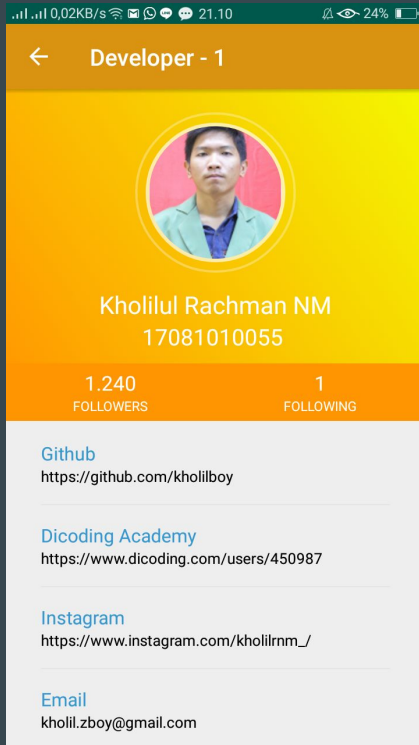 0,02KB/s 21.10 24%
Developer - 1
Kholilul Rachman NM
17081010055
1.240 1
FOLLOWERS FOLLOWING
Github
https://github.com/kholilboy
Dicoding Academy
https://www.dicoding.com/users/450987
Instagram
https://www.instagram.com/kholilrnm_/
Email
kholil.zboy@gmail.com